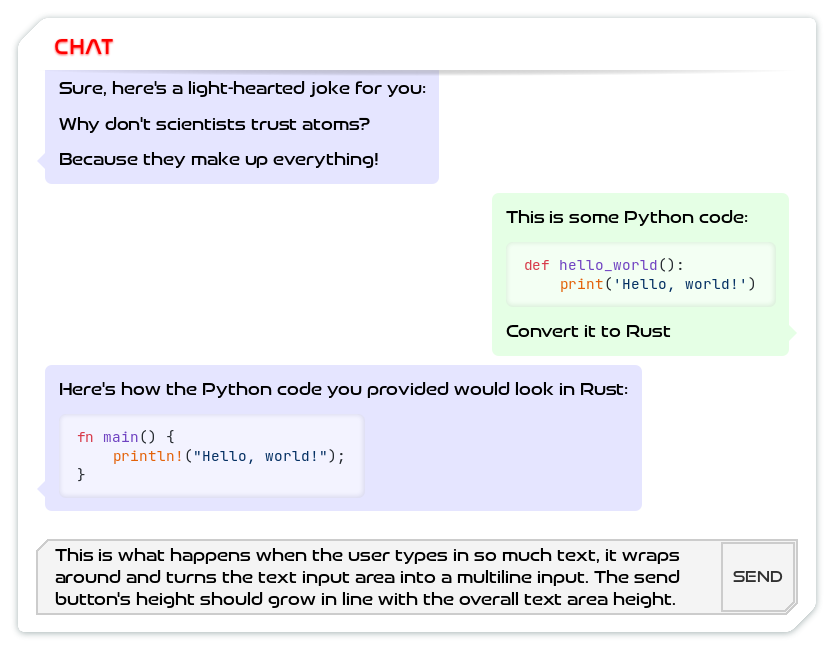 CHAT
Sure, here's a light-hearted joke for you:
Why don't scientists trust atoms?
Because they make up everything!
This is some Python code:
def hello_world():
    print('Hello, world!')
Convert it to Rust
Here's how the Python code you provided would look in Rust:
fn main() {
    println!("Hello, world!");
}
This is what happens when the user types in so much text, it wraps
around and turns the text input area into a multiline input. The send
button's height should grow in line with the overall text area height.
SEND